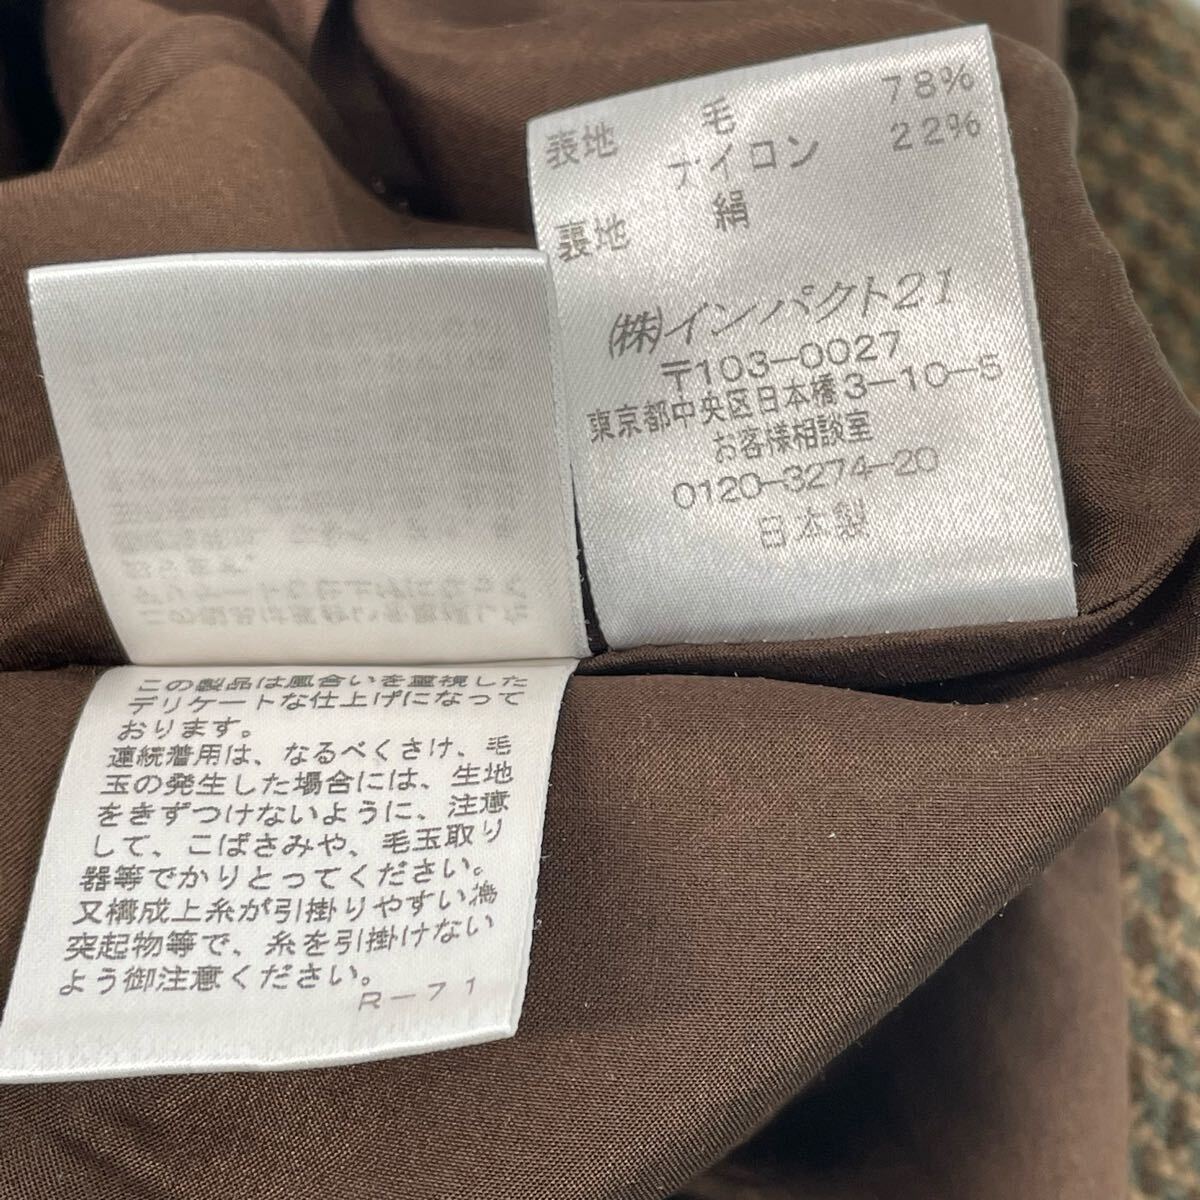 表地 毛 78%
ナイロン 22%
裏地 絹
(株)インパクト21
〒103-0027
東京都中央区日本橋3-10-5
お客様相談室
0120-3274-20
日本製
この製品は風合いを重視した
デリケートな仕上げになって
おります。
連続着用は、なるべくさけ、毛
玉の発生した場合には、生地
をきずつけないように、注意
して、こばさみや、毛玉取り
器等でかりとってください。
又構成上糸が引掛りやすい為
突起物等で、糸を引掛けない
よう御注意ください。
R-71